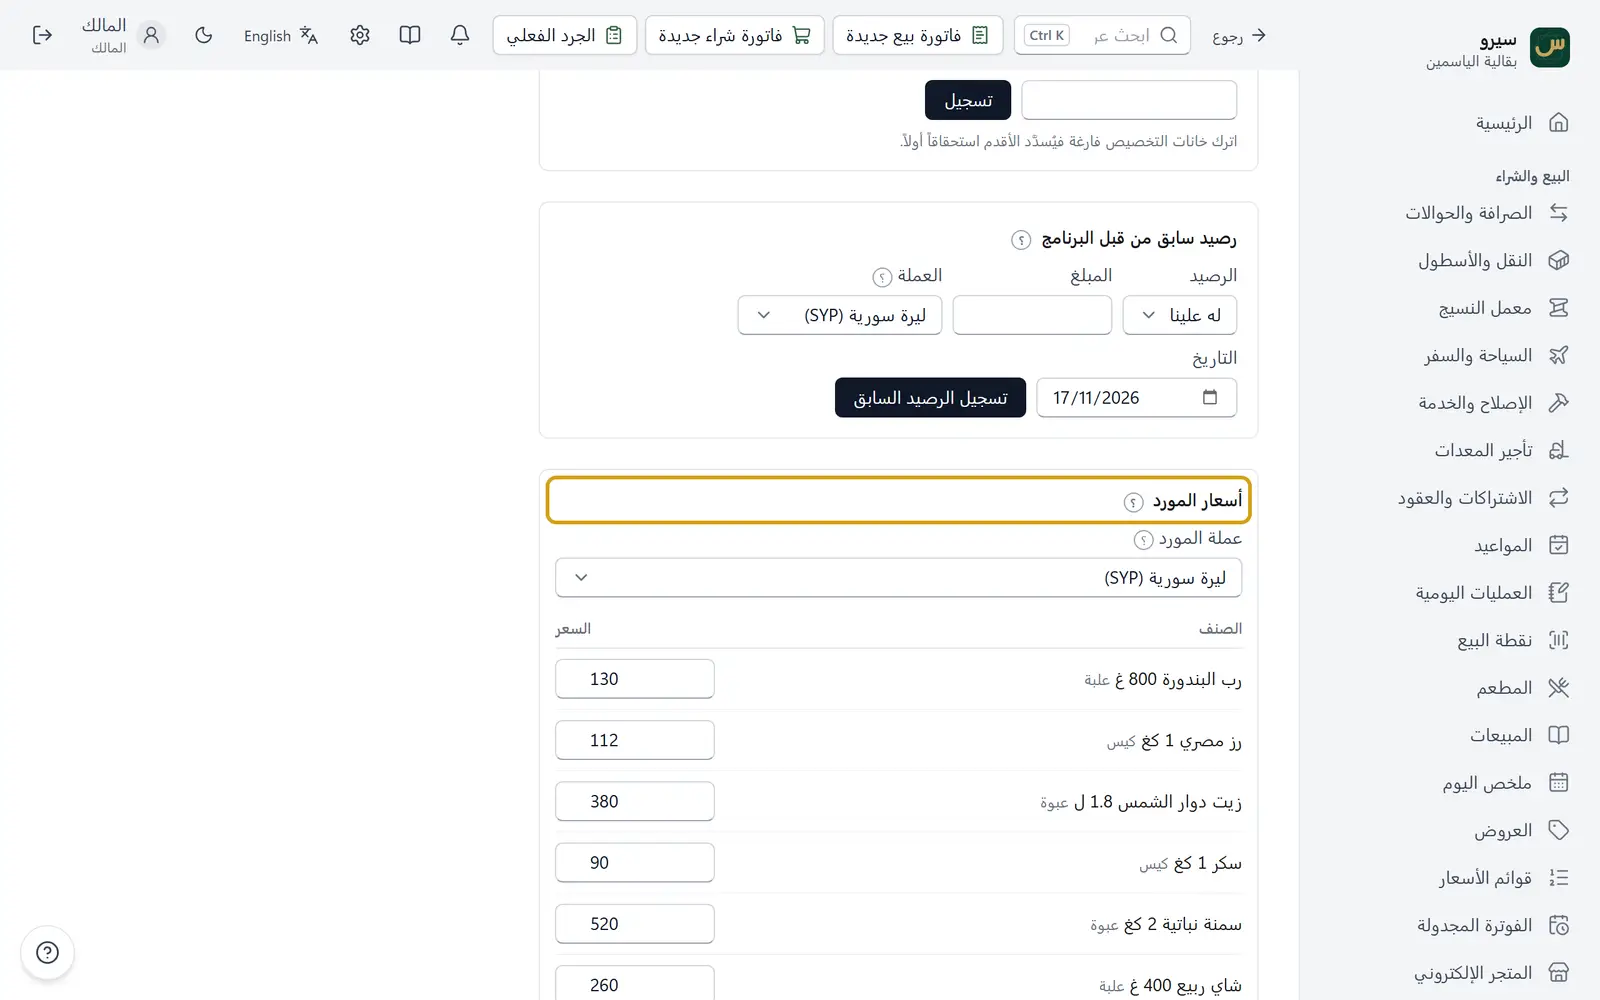 سيرو
بقالية الياسمين
رجوع
ابحث عر
Ctrl K
فاتورة بيع جديدة
فاتورة شراء جديدة
الجرد الفعلي
English
المالك
المالك
الرئيسية
البيع والشراء
الصرافة والحوالات
النقل والأسطول
معمل النسيج
السياحة والسفر
الإصلاح والخدمة
تأجير المعدات
الاشتراكات والعقود
المواعيد
العمليات اليومية
نقطة البيع
المطعم
المبيعات
ملخص اليوم
العروض
قوائم الأسعار
الفوترة المجدولة
المتجر الإلكتروني
تسجيل
اترك خانات التخصيص فارغة فيُسدَّد الأقدم استحقاقاً أولاً.
رصيد سابق من قبل البرنامج ؟
الرصيد المبلغ العملة ؟
له علينا ليرة سورية (SYP)
التاريخ
17/11/2026 تسجيل الرصيد السابق
أسعار المورد ؟
عملة المورد ؟
ليرة سورية (SYP)
الصنف السعر
رب البندورة 800 غ علبة 130
رز مصري 1 كغ كيس 112
زيت دوار الشمس 1.8 ل عبوة 380
سكر 1 كغ كيس 90
سمنة نباتية 2 كغ عبوة 520
شاي ربيع 400 غ علبة 260